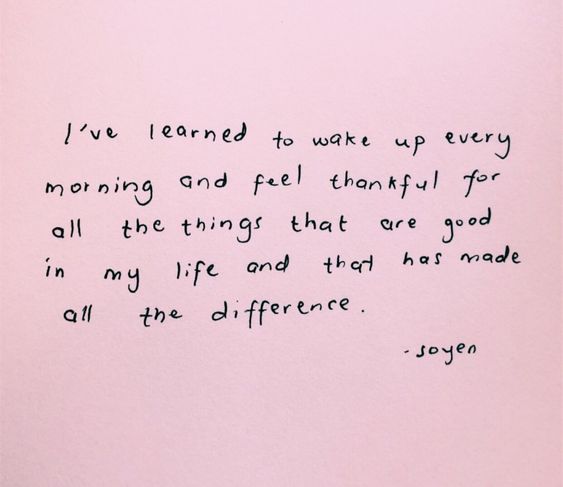 I've learned to wake up every
morning and feel thankful for
all the things that are good
in my life and that has made
all the difference.
- soyen